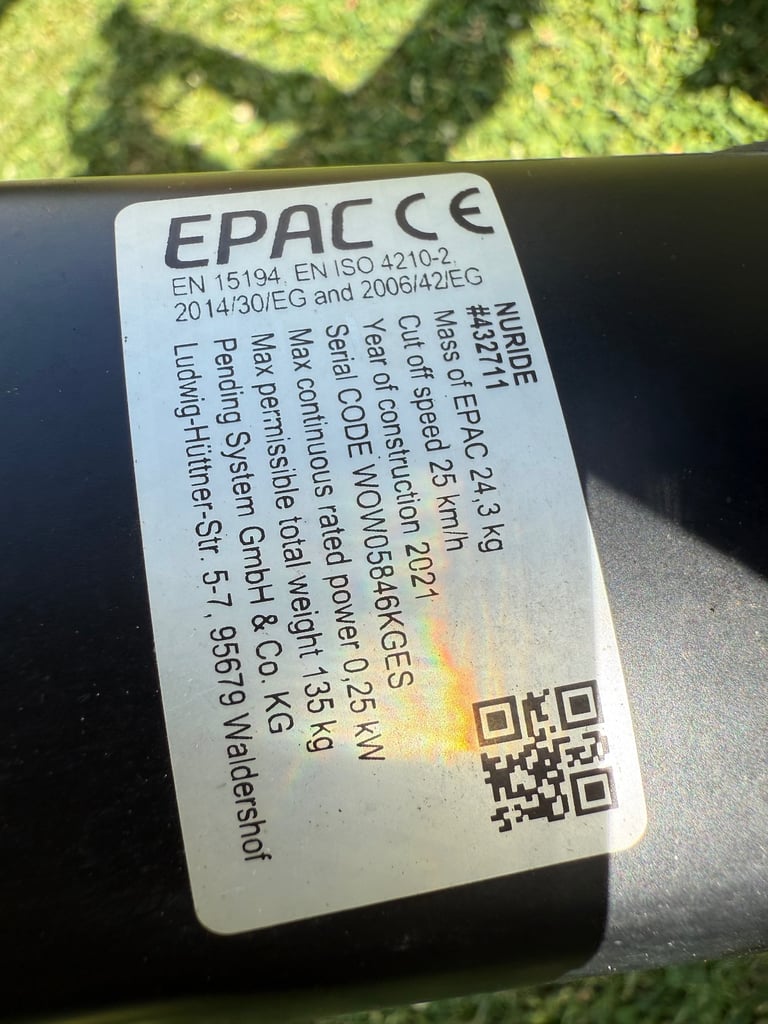 EPAC CE
EN 15194, EN ISO 4210-2,
2014/30/EG and 2006/42/EG
NURIDE
#432711
Mass of EPAC 24,3 kg
Cut off speed 25 km/h
Year of construction 2021
Serial CODE WOW05846KGES
Max continuous rated power 0,25 kW
Max permissible total weight 135 kg
Pending System GmbH & Co. KG
Ludwig-Hüttner-Str. 5-7, 95679 Waldershof